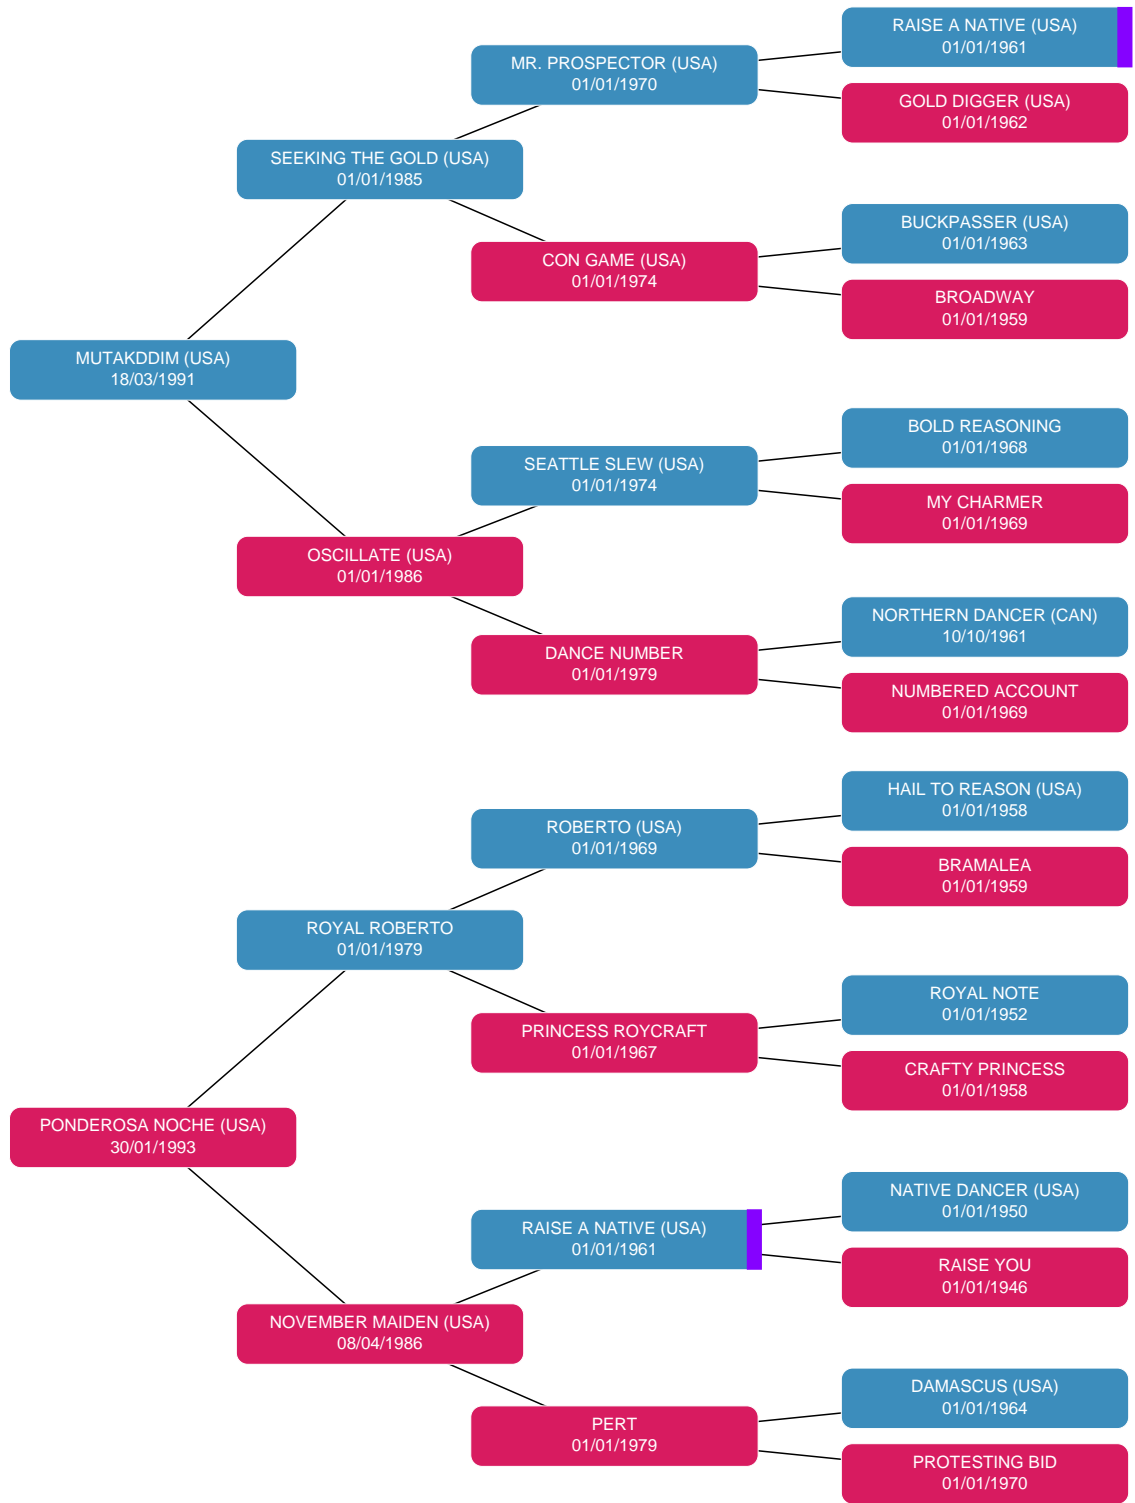 RAISE A NATIVE (USA)
01/01/1961
MR. PROSPECTOR (USA)
01/01/1970
GOLD DIGGER (USA)
01/01/1962
SEEKING THE GOLD (USA)
01/01/1985
BUCKPASSER (USA)
01/01/1963
CON GAME (USA)
01/01/1974
BROADWAY
01/01/1959
MUTAKDDIM (USA)
18/03/1991
BOLD REASONING
01/01/1968
SEATTLE SLEW (USA)
01/01/1974
MY CHARMER
01/01/1969
OSCILLATE (USA)
01/01/1986
NORTHERN DANCER (CAN)
10/10/1961
DANCE NUMBER
01/01/1979
NUMBERED ACCOUNT
01/01/1969
HAIL TO REASON (USA)
01/01/1958
ROBERTO (USA)
01/01/1969
BRAMALEA
01/01/1959
ROYAL ROBERTO
01/01/1979
ROYAL NOTE
01/01/1952
PRINCESS ROYCRAFT
01/01/1967
CRAFTY PRINCESS
01/01/1958
PONDEROSA NOCHE (USA)
30/01/1993
NATIVE DANCER (USA)
01/01/1950
RAISE A NATIVE (USA)
01/01/1961
RAISE YOU
01/01/1946
NOVEMBER MAIDEN (USA)
08/04/1986
DAMASCUS (USA)
01/01/1964
PERT
01/01/1979
PROTESTING BID
01/01/1970